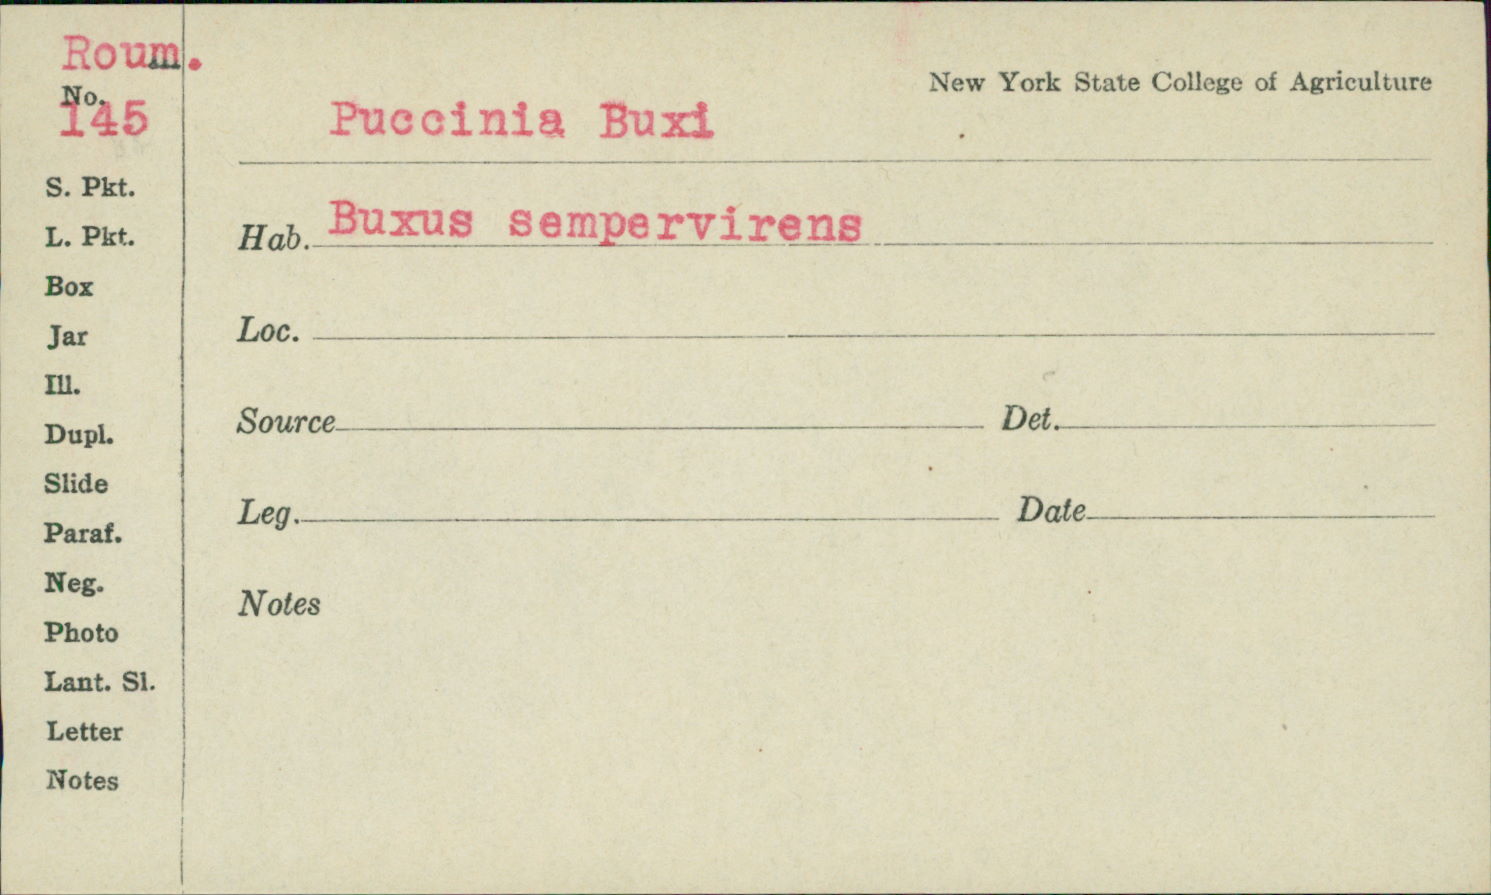 Roum.
New York State College of Agriculture
No.
145
Puccinia Buxi
S. Pkt.
Hab. Buxus sempervirens
L. Pkt.
Box
Loc.
Jar
Ill.
Source Det.
Dupl.
Slide
Leg. Date
Paraf.
Neg.
Notes
Photo
Lant. Sl.
Letter
Notes